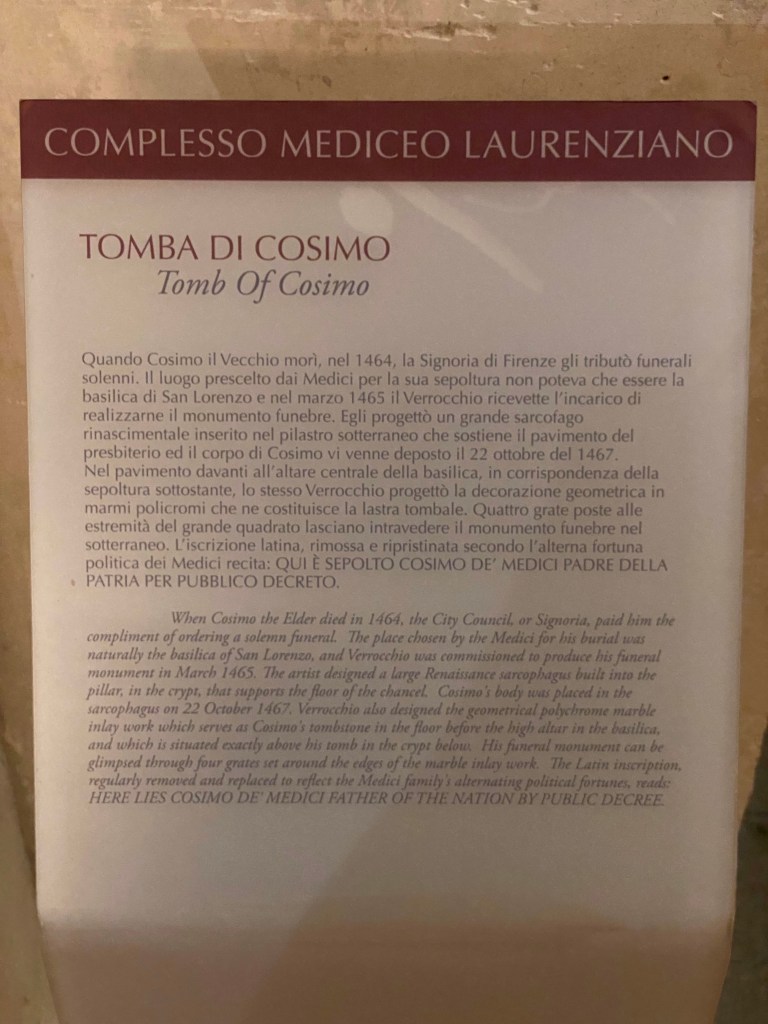 COMPLESSO MEDICEO LAURENZIANO
TOMBA DI COSIMO
Tomb Of Cosimo
Quando Cosimo il Vecchio morì, nel 1464, la Signoria di Firenze gli tributò funerali
solenni. Il luogo prescelto dai Medici per la sua sepoltura non poteva che essere la
basilica di San Lorenzo e nel marzo 1465 il Verrocchio ricevette l'incarico di
realizzarne il monumento funebre. Egli progettò un grande sarcofago
rinascimentale inserito nel pilastro sotterraneo che sostiene il pavimento del
presbiterio ed il corpo di Cosimo vi venne deposto il 22 ottobre del 1467.
Nel pavimento davanti all'altare centrale della basilica, in corrispondenza della
sepoltura sottostante, lo stesso Verrocchio progettò la decorazione geometrica in
marmi policromi che ne costituisce la lastra tombale. Quattro grate poste alle
estremità del grande quadrato lasciano intravedere il monumento funebre nel
sotterraneo. L'iscrizione latina, rimossa e ripristinata secondo l'alterna fortuna
politica dei Medici recita: QUI È SEPOLTO COSIMO DE' MEDICI PADRE DELLA
PATRIA PER PUBBLICO DECRETO.
When Cosimo the Elder died in 1464, the City Council, or Signoria, paid him the
compliment of ordering a solemn funeral. The place chosen by the Medici for his burial was
naturally the basilica of San Lorenzo, and Verrocchio was commissioned to produce his funeral
monument in March 1465. The artist designed a large Renaissance sarcophagus built into the
pillar, in the crypt, that supports the floor of the chancel. Cosimo's body was placed in the
sarcophagus on 22 October 1467. Verrocchio also designed the geometrical polychrome marble
inlay work which serves as Cosimo's tombstone in the floor before the high altar in the basilica,
and which is situated exactly above his tomb in the crypt below. His funeral monument can be
glimpsed through four grates set around the edges of the marble inlay work. The Latin inscription,
regularly removed and replaced to reflect the Medici family's alternating political fortunes, reads:
HERE LIES COSIMO DE' MEDICI FATHER OF THE NATION BY PUBLIC DECREE.